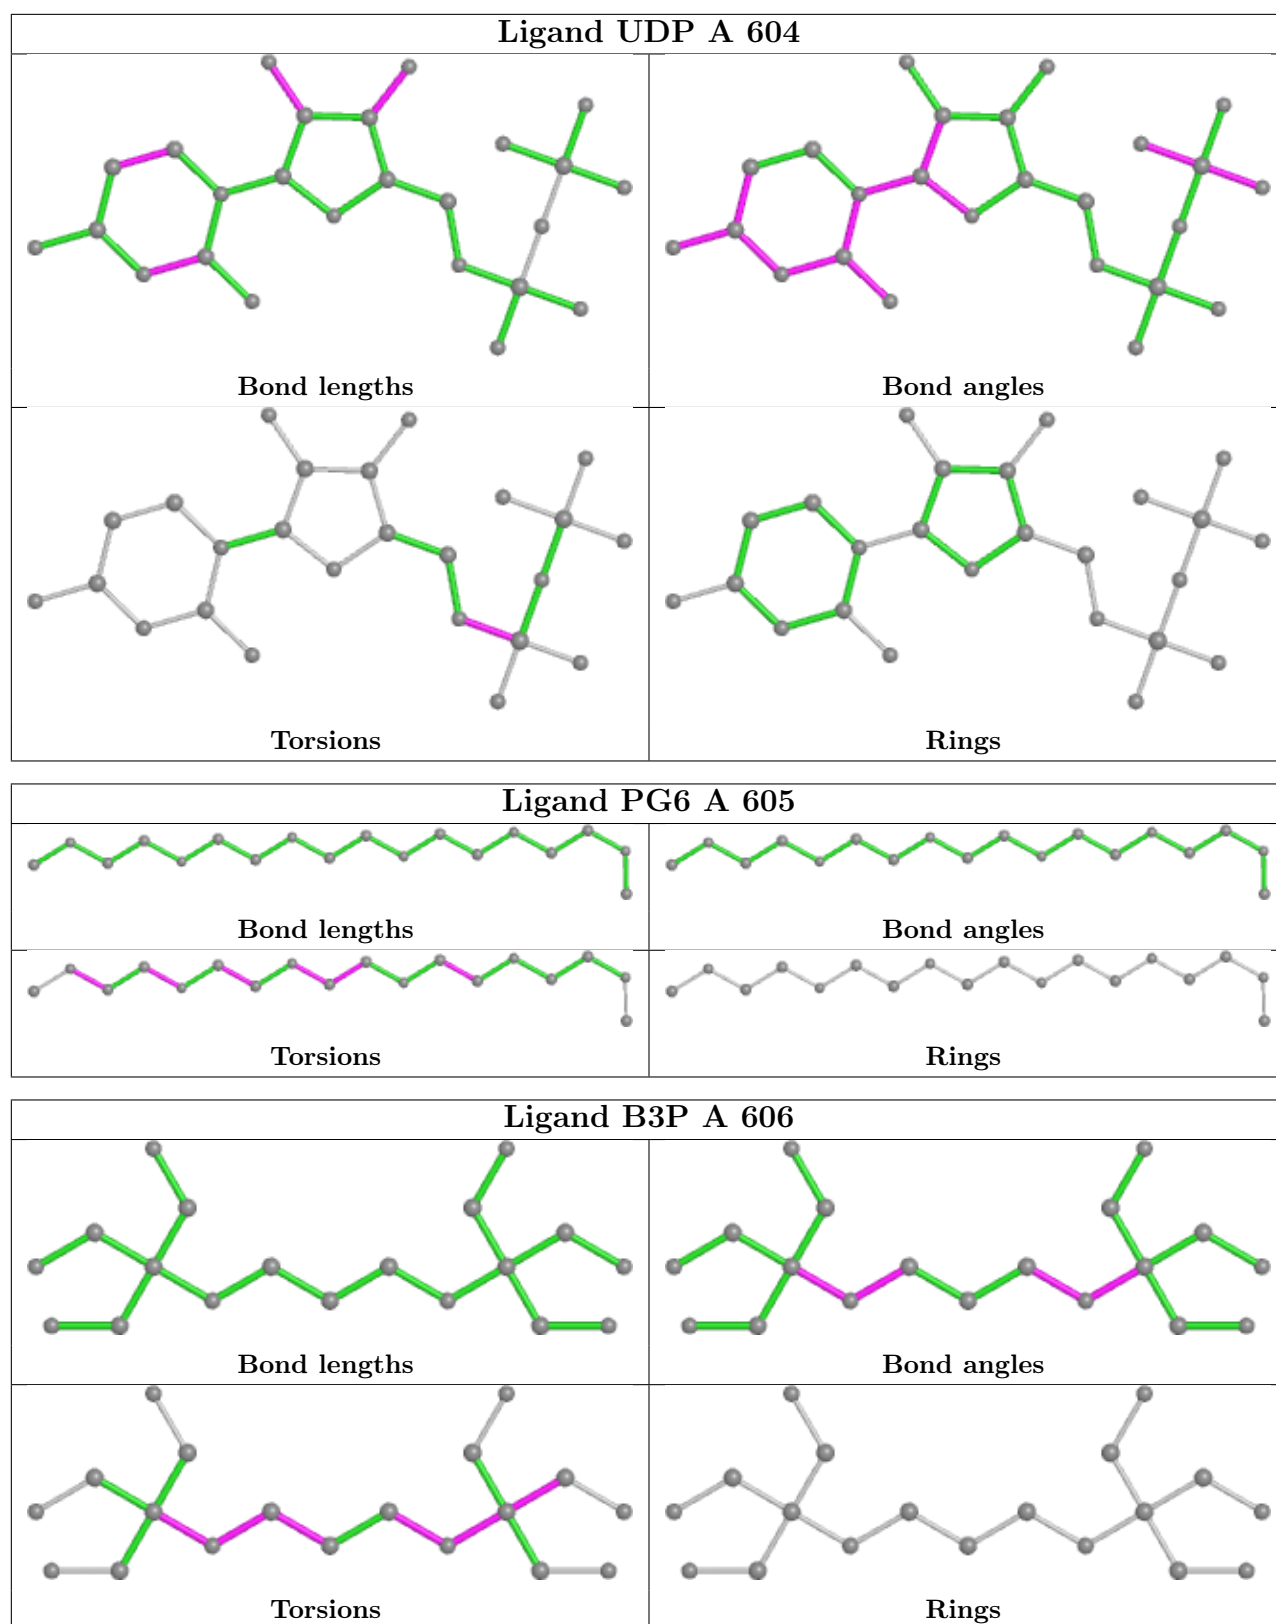 Ligand UDP A 604
Bond lengths
Bond angles
Torsions
Rings
Ligand PG6 A 605
Bond lengths
Bond angles
Torsions
Rings
Ligand B3P A 606
Bond lengths
Bond angles
Torsions
Rings